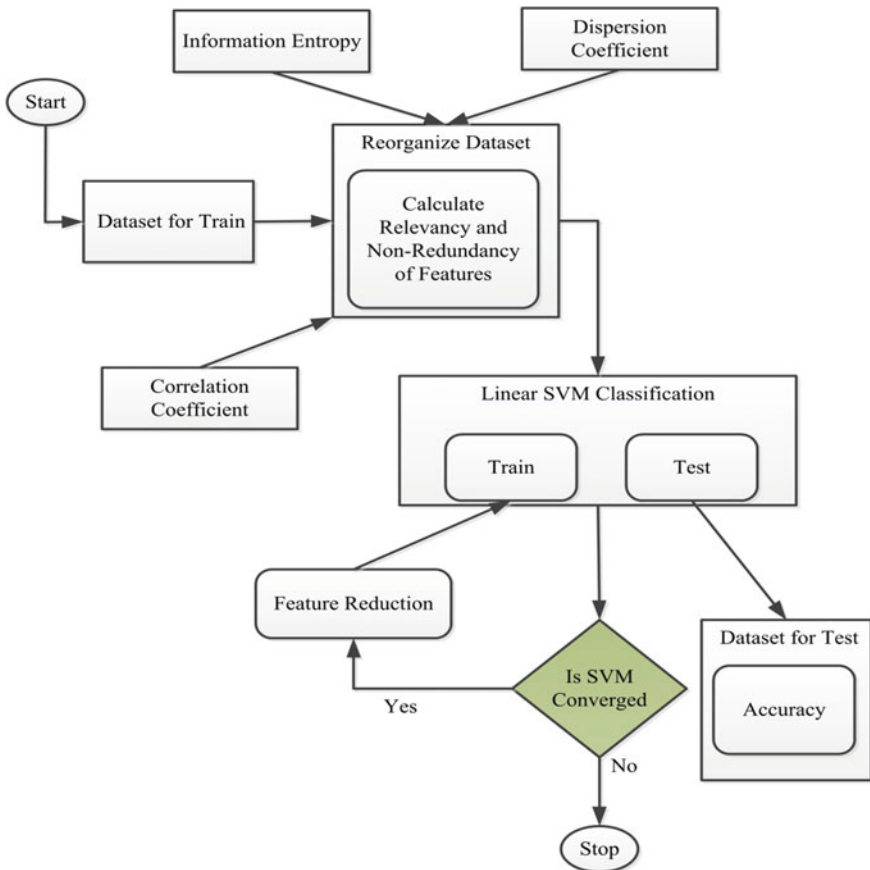 Information Entropy
Dispersion
Coefficient
Start
Reorganize Dataset
Calculate
Relevancy and
Non-Redundancy
of Features
Dataset for Train
Correlation
Coefficient
Linear SVM Classification
Train
Test
Feature Reduction
Is SVM
Converged
Yes
No
Dataset for Test
Accuracy
Stop